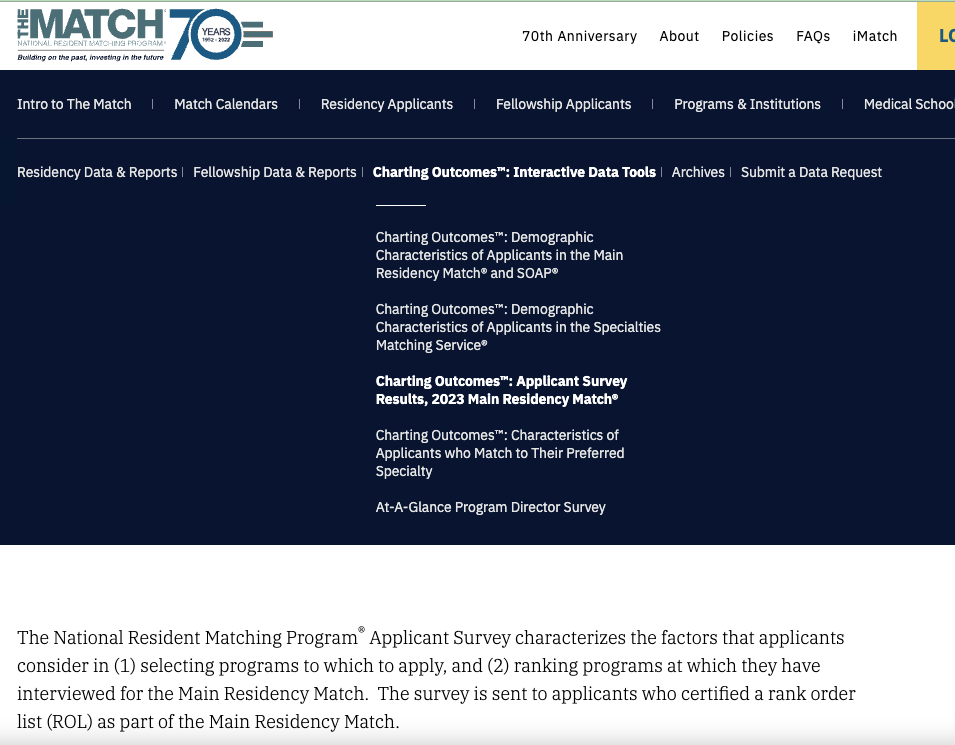 THE MATCH
NATIONAL RESIDENT MATCHING PROGRAM®
Building on the past, investing in the future
70 YEARS
1952 - 2022
70th Anniversary About Policies FAQs iMatch LO
Intro to The Match | Match Calendars | Residency Applicants | Fellowship Applicants | Programs & Institutions | Medical School
Residency Data & Reports | Fellowship Data & Reports | Charting Outcomes™: Interactive Data Tools | Archives | Submit a Data Request
Charting Outcomes™: Demographic
Characteristics of Applicants in the Main
Residency Match® and SOAP®
Charting Outcomes™: Demographic
Characteristics of Applicants in the Specialties
Matching Service®
Charting Outcomes™: Applicant Survey
Results, 2023 Main Residency Match®
Charting Outcomes™: Characteristics of
Applicants who Match to Their Preferred
Specialty
At-A-Glance Program Director Survey
The National Resident Matching Program® Applicant Survey characterizes the factors that applicants
consider in (1) selecting programs to which to apply, and (2) ranking programs at which they have
interviewed for the Main Residency Match.  The survey is sent to applicants who certified a rank order
list (ROL) as part of the Main Residency Match.